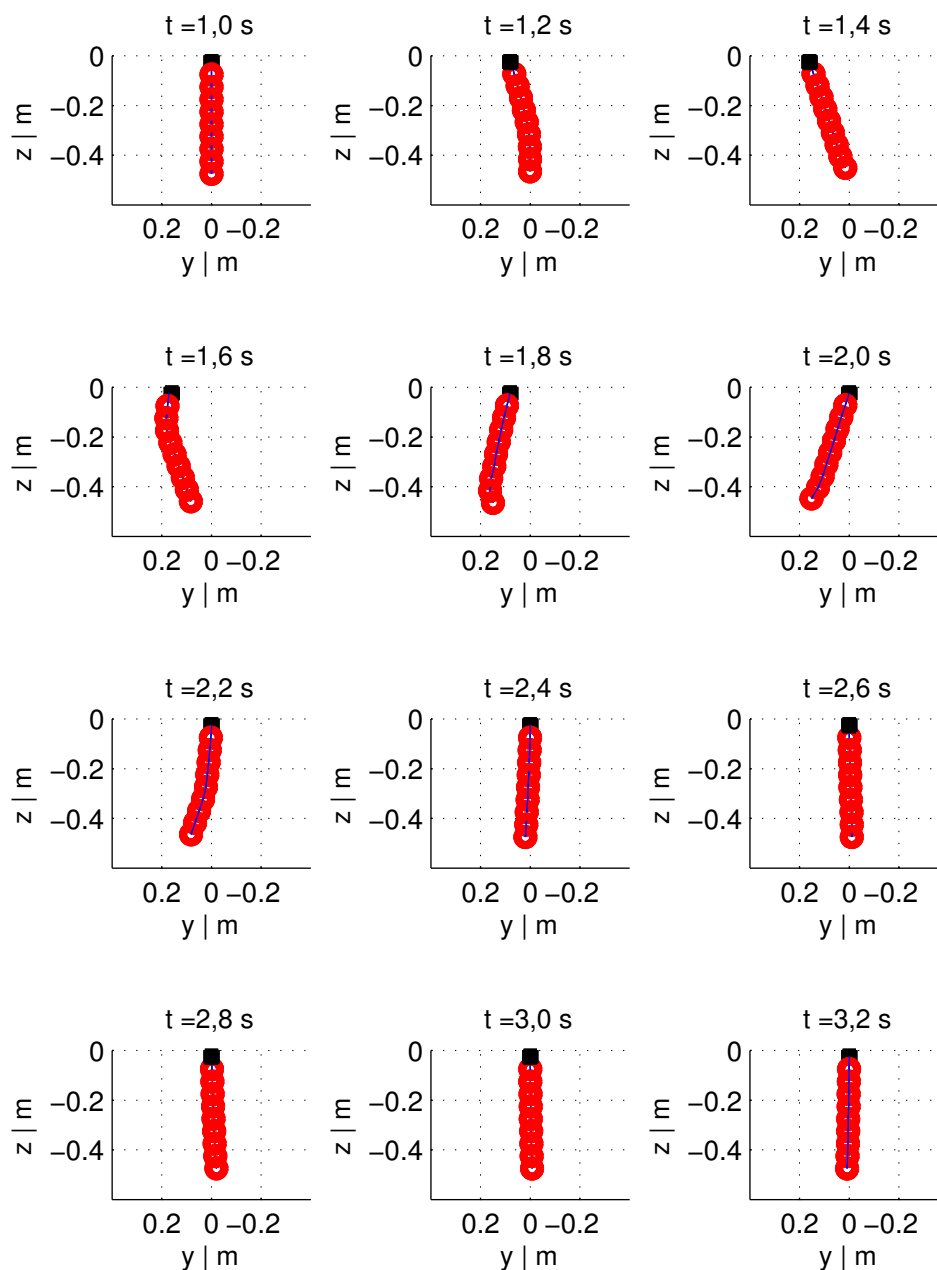 t =1,0 s
t =1,2 s
t =1,4 s
0
−0.2
−0.4
z | m
0.2 0 −0.2
y | m
0
−0.2
−0.4
z | m
0.2 0 −0.2
y | m
0
−0.2
−0.4
z | m
0.2 0 −0.2
y | m
t =1,6 s
t =1,8 s
t =2,0 s
0
−0.2
−0.4
z | m
0.2 0 −0.2
y | m
0
−0.2
−0.4
z | m
0.2 0 −0.2
y | m
0
−0.2
−0.4
z | m
0.2 0 −0.2
y | m
t =2,2 s
t =2,4 s
t =2,6 s
0
−0.2
−0.4
z | m
0.2 0 −0.2
y | m
0
−0.2
−0.4
z | m
0.2 0 −0.2
y | m
0
−0.2
−0.4
z | m
0.2 0 −0.2
y | m
t =2,8 s
t =3,0 s
t =3,2 s
0
−0.2
−0.4
z | m
0.2 0 −0.2
y | m
0
−0.2
−0.4
z | m
0.2 0 −0.2
y | m
0
−0.2
−0.4
z | m
0.2 0 −0.2
y | m